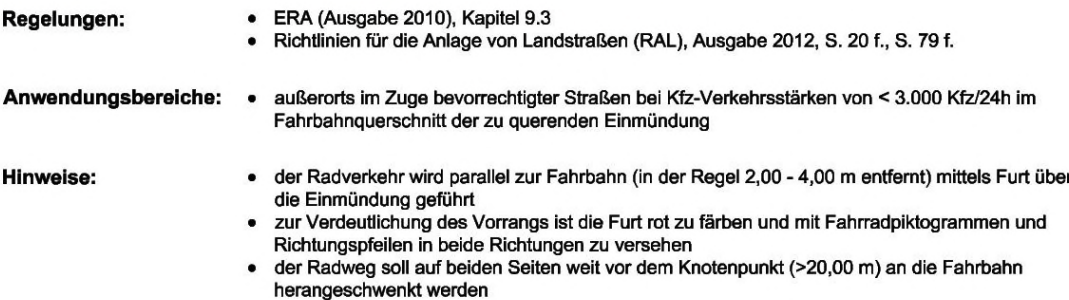 Regelungen: • ERA (Ausgabe 2010), Kapitel 9.3
• Richtlinien für die Anlage von Landstraßen (RAL), Ausgabe 2012, S. 20 f., S. 79 f.
Anwendungsbereiche: • außerorts im Zuge bevorrechtigter Straßen bei Kfz-Verkehrsstärken von < 3.000 Kfz/24h im
Fahrbahnquerschnitt der zu querenden Einmündung
Hinweise: • der Radverkehr wird parallel zur Fahrbahn (in der Regel 2,00 - 4,00 m entfernt) mittels Furt über
die Einmündung geführt
• zur Verdeutlichung des Vorrangs ist die Furt rot zu färben und mit Fahrradpiktogrammen und
Richtungspfeilen in beide Richtungen zu versehen
• der Radweg soll auf beiden Seiten weit vor dem Knotenpunkt (>20,00 m) an die Fahrbahn
herangeschwenkt werden